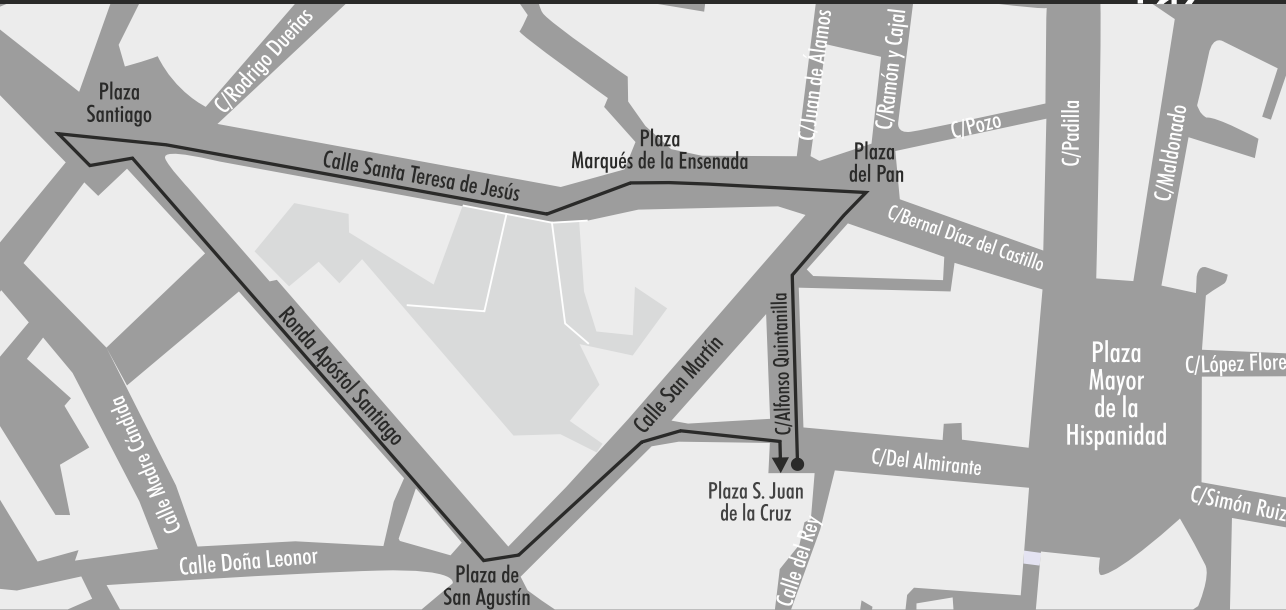 C/Rodrigo Dueñas
C/Juan de Álamos
C/Ramón y Cajal
Plaza
Santiago
C/Pozo
C/Padilla
C/Maldonado
Plaza
Marqués de la Ensenada
Plaza
del Pan
Calle Santa Teresa de Jesús
C/Bernal Díaz del Castillo
Ronda Apóstol Santiago
Calle San Martín
C/Alfonso Quintanilla
Plaza
Mayor
de la
Hispanidad
C/López Flore
Calle Madre Cándida
C/Del Almirante
Plaza S. Juan
de la Cruz
C/Simón Ruiz
Calle del Rey
Calle Doña Leonor
Plaza de
San Agustín